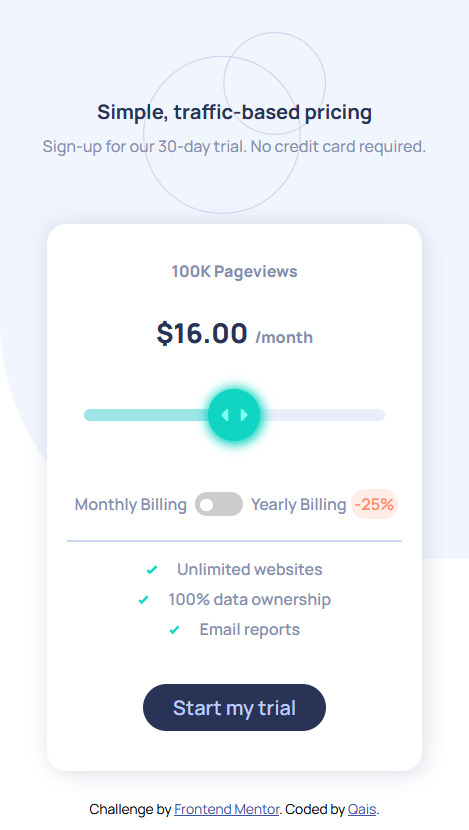 Simple, traffic-based pricing
Sign-up for our 30-day trial. No credit card required.
100K Pageviews
$16.00 /month
Monthly Billing Yearly Billing -25%
Unlimited websites
100% data ownership
Email reports
Start my trial
Challenge by Frontend Mentor. Coded by Qais.